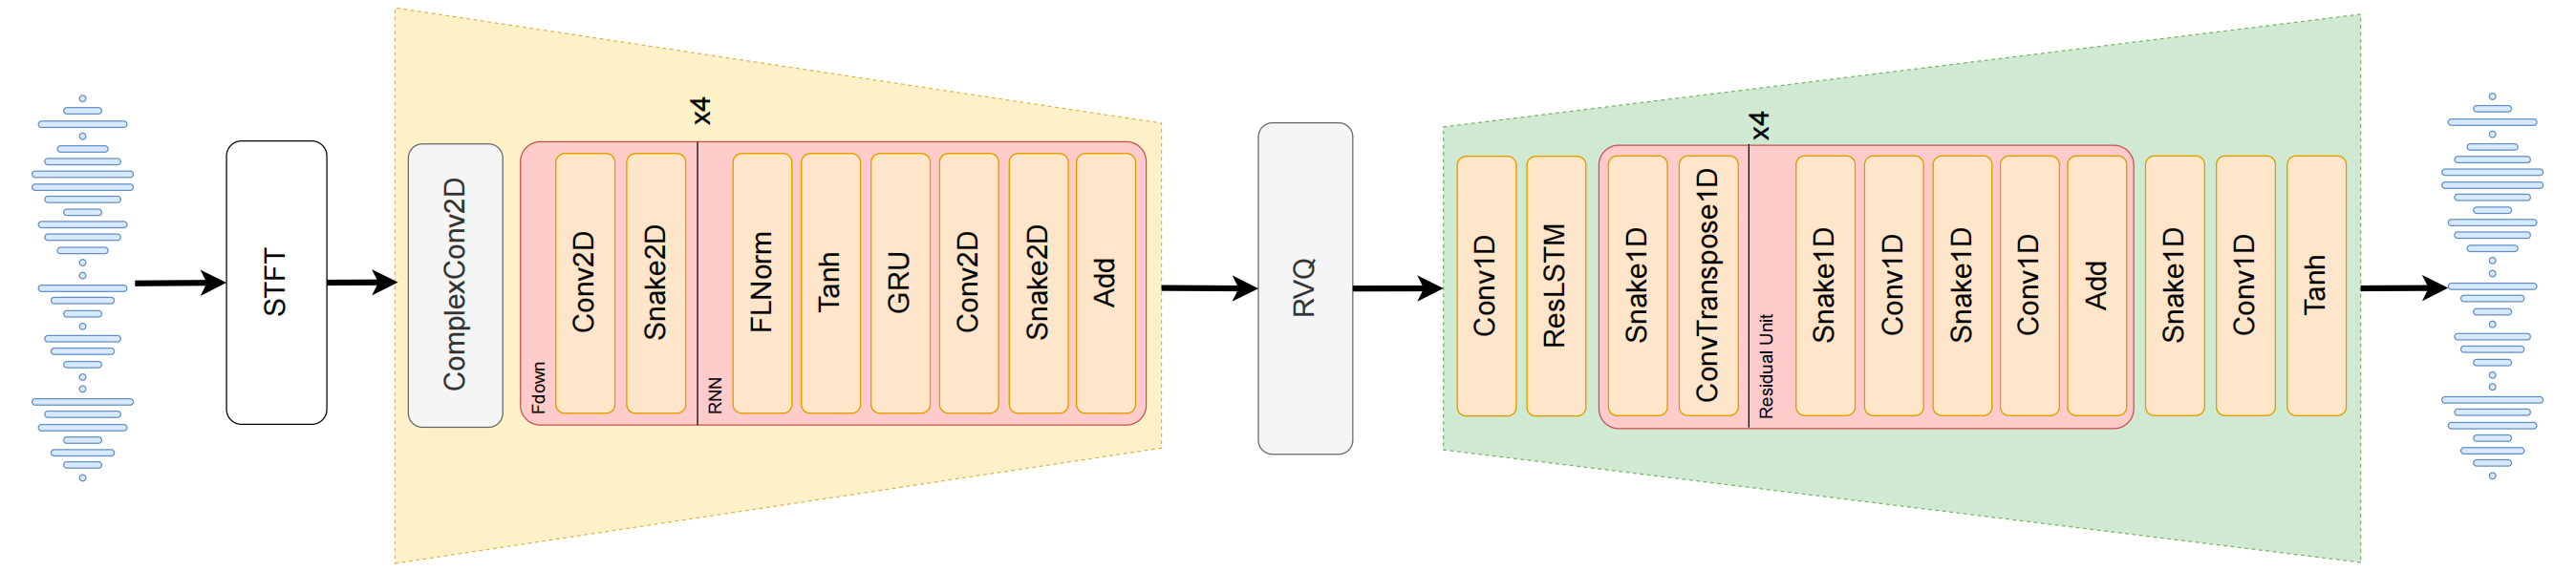 STFT
ComplexConv2D
x4
Fdown
Conv2D
Snake2D
RNN
FLNorm
Tanh
GRU
Conv2D
Snake2D
Add
RVQ
Conv1D
ResLSTM
x4
Snake1D
ConvTranspose1D
Residual Unit
Snake1D
Conv1D
Snake1D
Conv1D
Add
Snake1D
Conv1D
Tanh